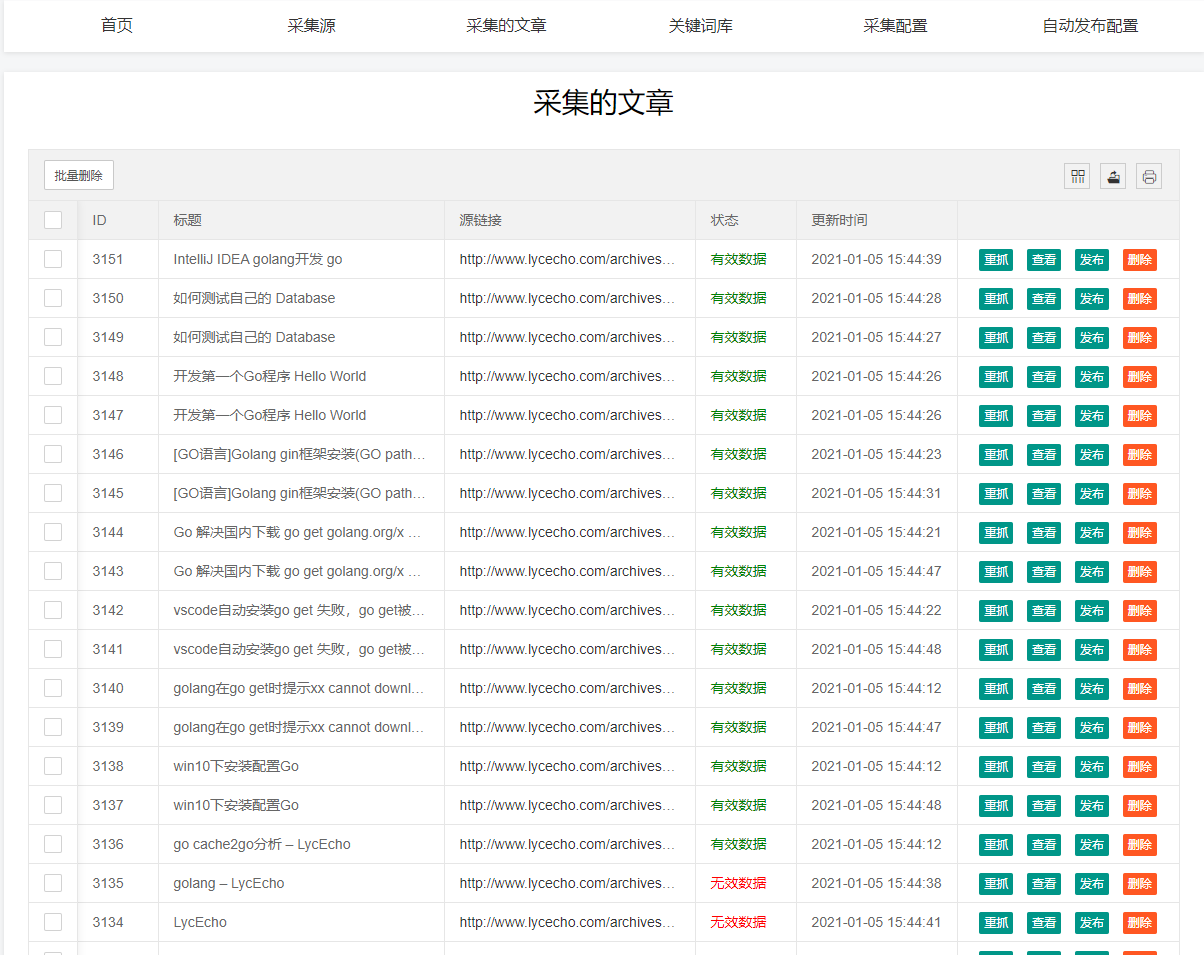 首页 采集源 采集的文章 关键词库 采集配置 自动发布配置
采集的文章
批量删除
ID 标题 源链接 状态 更新时间
3151 IntelliJ IDEA golang开发 go http://www.lycecho.com/archives… 有效数据 2021-01-05 15:44:39 重抓 查看 发布 删除
3150 如何测试自己的 Database http://www.lycecho.com/archives… 有效数据 2021-01-05 15:44:28 重抓 查看 发布 删除
3149 如何测试自己的 Database http://www.lycecho.com/archives… 有效数据 2021-01-05 15:44:27 重抓 查看 发布 删除
3148 开发第一个Go程序 Hello World http://www.lycecho.com/archives… 有效数据 2021-01-05 15:44:26 重抓 查看 发布 删除
3147 开发第一个Go程序 Hello World http://www.lycecho.com/archives… 有效数据 2021-01-05 15:44:26 重抓 查看 发布 删除
3146 [GO语言]Golang gin框架安装(GO path… http://www.lycecho.com/archives… 有效数据 2021-01-05 15:44:23 重抓 查看 发布 删除
3145 [GO语言]Golang gin框架安装(GO path… http://www.lycecho.com/archives… 有效数据 2021-01-05 15:44:31 重抓 查看 发布 删除
3144 Go 解决国内下载 go get golang.org/x … http://www.lycecho.com/archives… 有效数据 2021-01-05 15:44:21 重抓 查看 发布 删除
3143 Go 解决国内下载 go get golang.org/x … http://www.lycecho.com/archives… 有效数据 2021-01-05 15:44:47 重抓 查看 发布 删除
3142 vscode自动安装go get 失败，go get被… http://www.lycecho.com/archives… 有效数据 2021-01-05 15:44:22 重抓 查看 发布 删除
3141 vscode自动安装go get 失败，go get被… http://www.lycecho.com/archives… 有效数据 2021-01-05 15:44:48 重抓 查看 发布 删除
3140 golang在go get时提示xx cannot downl… http://www.lycecho.com/archives… 有效数据 2021-01-05 15:44:12 重抓 查看 发布 删除
3139 golang在go get时提示xx cannot downl… http://www.lycecho.com/archives… 有效数据 2021-01-05 15:44:47 重抓 查看 发布 删除
3138 win10下安装配置Go http://www.lycecho.com/archives… 有效数据 2021-01-05 15:44:12 重抓 查看 发布 删除
3137 win10下安装配置Go http://www.lycecho.com/archives… 有效数据 2021-01-05 15:44:48 重抓 查看 发布 删除
3136 go cache2go分析 – LycEcho http://www.lycecho.com/archives… 有效数据 2021-01-05 15:44:12 重抓 查看 发布 删除
3135 golang – LycEcho http://www.lycecho.com/archives… 无效数据 2021-01-05 15:44:38 重抓 查看 发布 删除
3134 LycEcho http://www.lycecho.com/archives… 无效数据 2021-01-05 15:44:41 重抓 查看 发布 删除